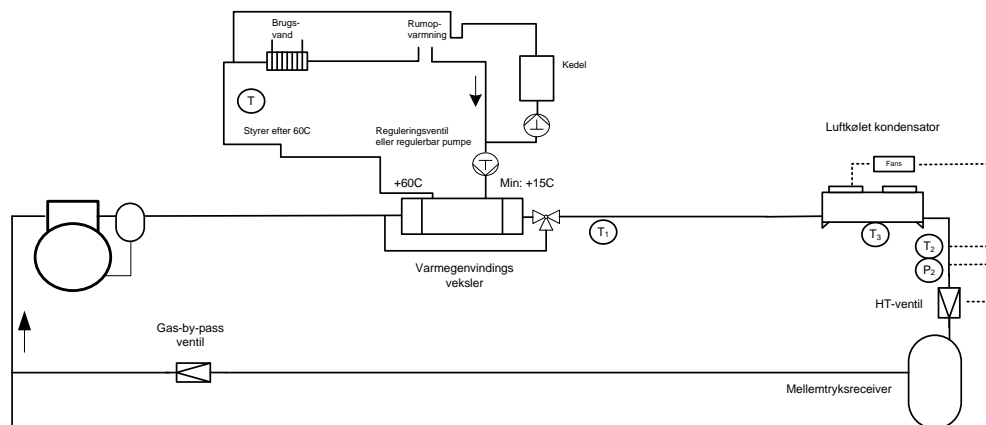 Brugs-
vand
Rumop-
varmning
Kedel
T
Styrer efter 60C
Reguleringsventil
eller regulerbar pumpe
Luftkølet kondensator
Fans
+60C
Min: +15C
T1
T3
T2
P2
Varmegenvindings
veksler
HT-ventil
Gas-by-pass
ventil
Mellemtryksreceiver